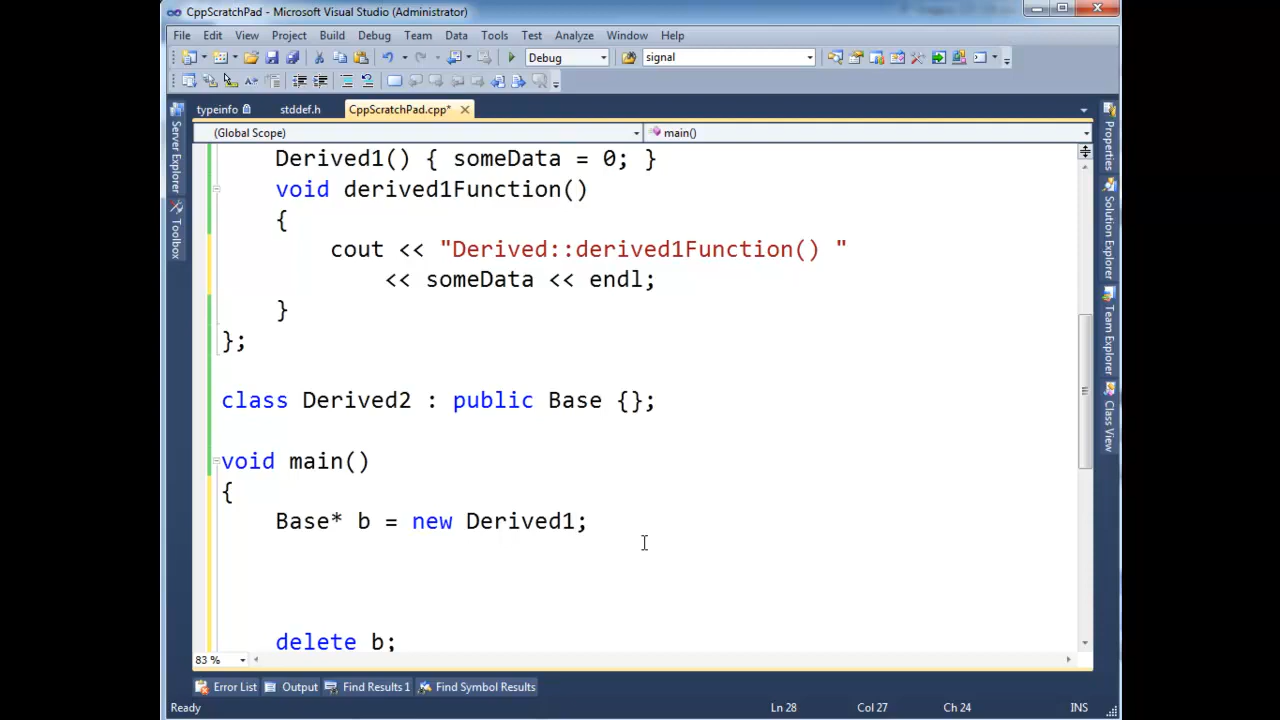 CppScratchPad - Microsoft Visual Studio (Administrator)
File Edit View Project Build Debug Team Data Tools Test Analyze Window Help
Debug signal
typeinfo stddef.h CppScratchPad.cpp*
(Global Scope) main()
Derived1() { someData = 0; }
void derived1Function()
{
cout << "Derived::derived1Function() "
<< someData << endl;
}
};
class Derived2 : public Base {};
void main()
{
Base* b = new Derived1;
delete b;
83 %
Server Explorer
Toolbox
Properties
Solution Explorer
Team Explorer
Class View
Error List Output Find Results 1 Find Symbol Results
Ready Ln 28 Col 27 Ch 24 INS